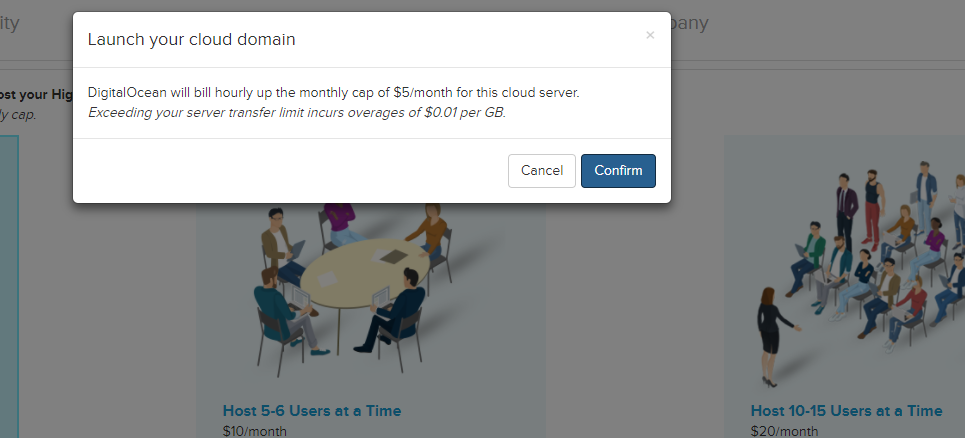 ity
pany
Launch your cloud domain
×
DigitalOcean will bill hourly up the monthly cap of $5/month for this cloud server.
Exceeding your server transfer limit incurs overages of $0.01 per GB.
Cancel
Confirm
ost your Hig
ly cap.
Host 5-6 Users at a Time
$10/month
Host 10-15 Users at a Time
$20/month